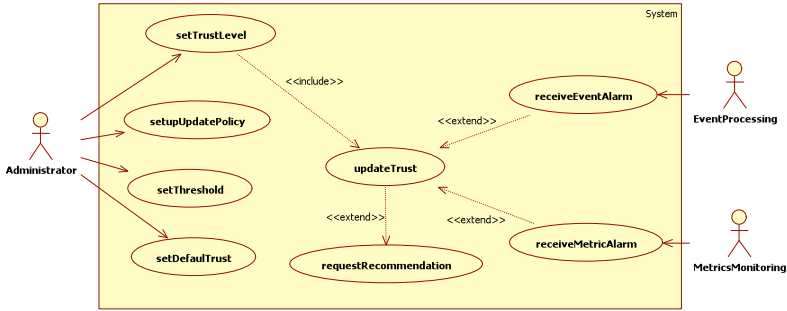 System
setTrustLevel
<<include>>
receiveEventAlarm
EventProcessing
<<extend>>
setupUpdatePolicy
Administrator
updateTrust
setThreshold
<<extend>>
<<extend>>
receiveMetricAlarm
setDefaulTrust
requestRecommendation
MetricsMonitoring